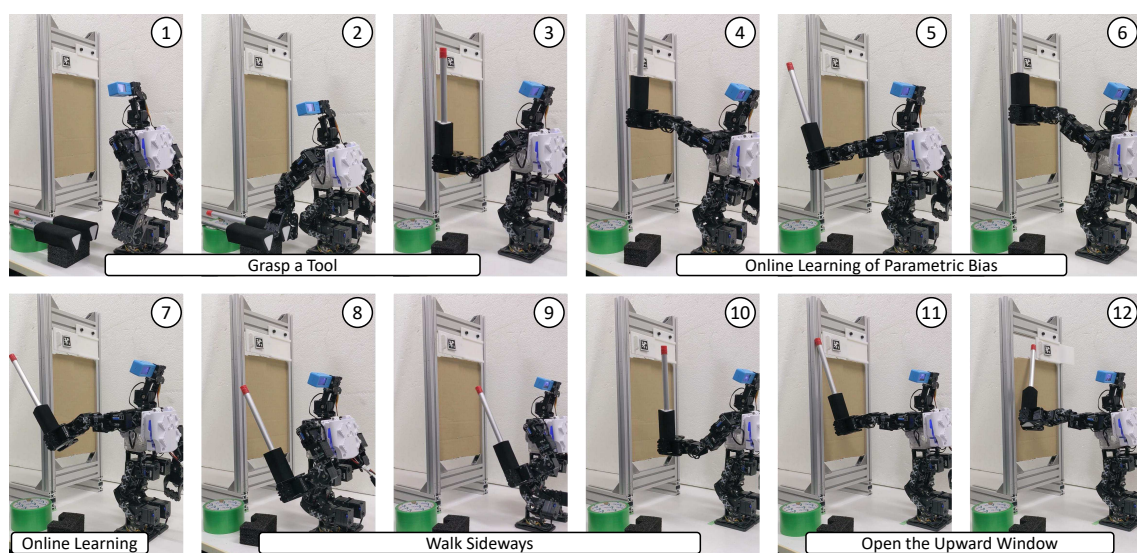 1
2
3
4
5
6
Grasp a Tool
Online Learning of Parametric Bias
7
8
9
10
11
12
Online Learning
Walk Sideways
Open the Upward Window